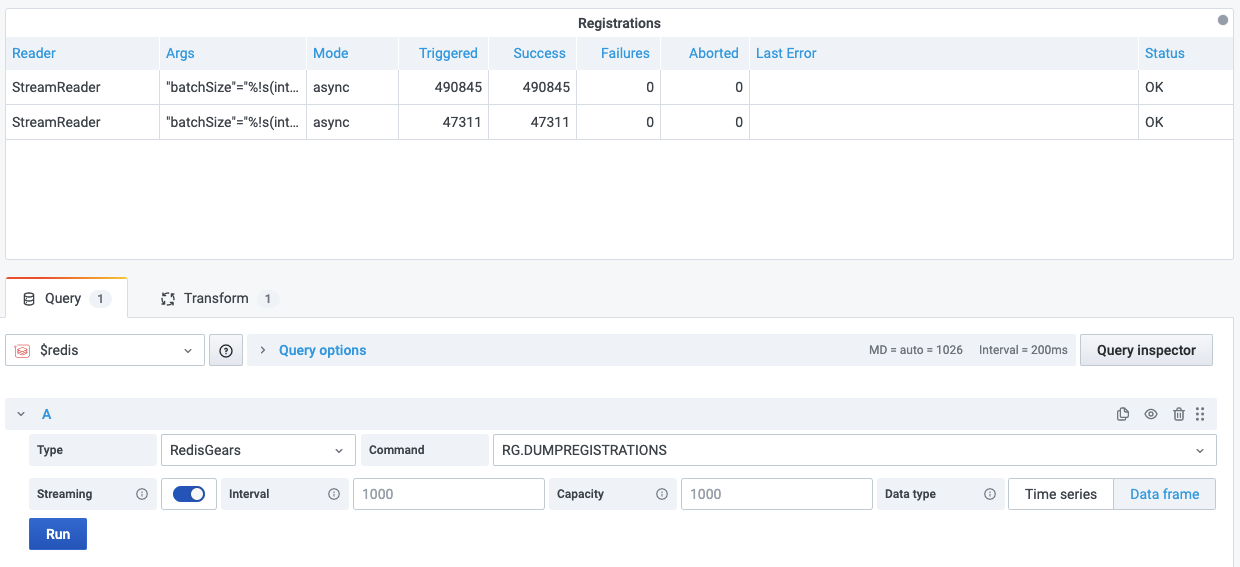 Registrations
Reader Args Mode Triggered Success Failures Aborted Last Error Status
StreamReader "batchSize"="%!s(int... async 490845 490845 0 0 OK
StreamReader "batchSize"="%!s(int... async 47311 47311 0 0 OK
Query 1 Transform 1
$redis Query options MD = auto = 1026 Interval = 200ms Query inspector
A
Type RedisGears Command RG.DUMPREGISTRATIONS
Streaming Interval 1000 Capacity 1000 Data type Time series Data frame
Run